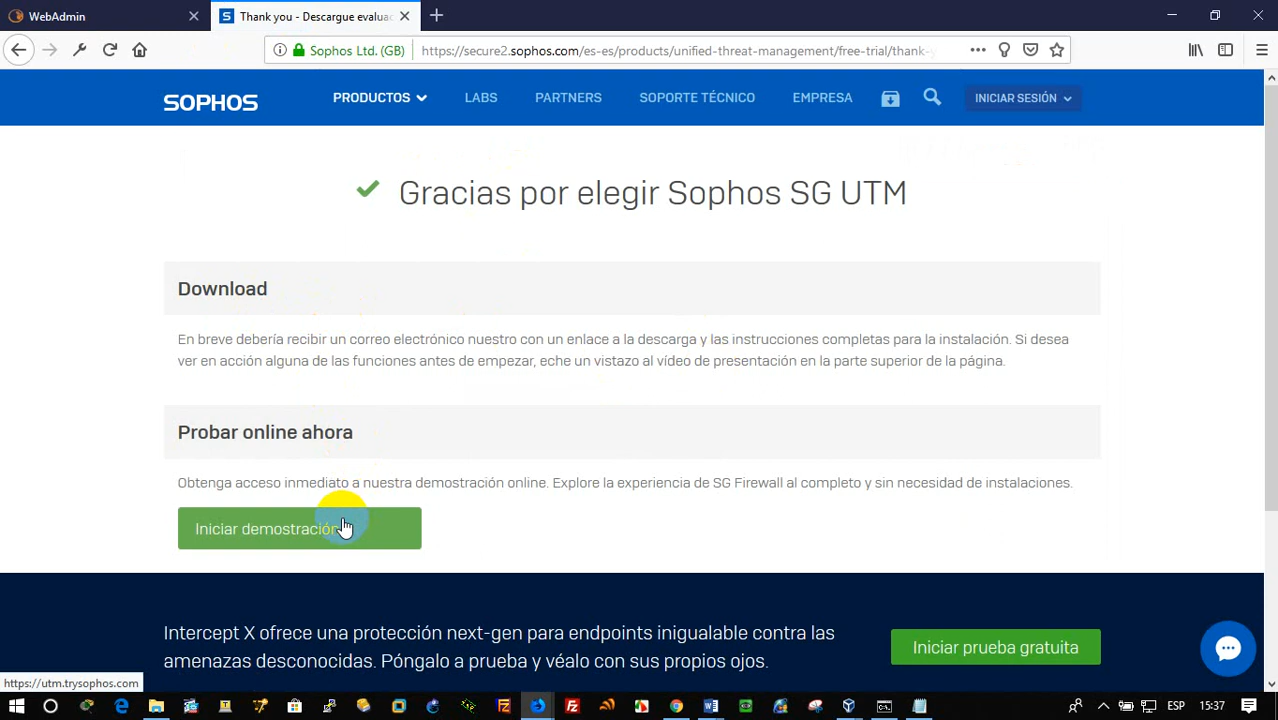 WebAdmin
Thank you - Descargue evaluac
Sophos Ltd. (GB)
https://secure2.sophos.com/es-es/products/unified-threat-management/free-trial/thank-
SOPHOS
PRODUCTOS
LABS
PARTNERS
SOPORTE TÉCNICO
EMPRESA
INICIAR SESIÓN
Gracias por elegir Sophos SG UTM
Download
En breve debería recibir un correo electrónico nuestro con un enlace a la descarga y las instrucciones completas para la instalación. Si desea
ver en acción alguna de las funciones antes de empezar, eche un vistazo al vídeo de presentación en la parte superior de la página.
Probar online ahora
Obtenga acceso inmediato a nuestra demostración online. Explore la experiencia de SG Firewall al completo y sin necesidad de instalaciones.
Iniciar demostración
Intercept X ofrece una protección next-gen para endpoints inigualable contra las
amenazas desconocidas. Póngalo a prueba y véalo con sus propios ojos.
Iniciar prueba gratuita
https://utm.trysophos.com
ESP
15:37